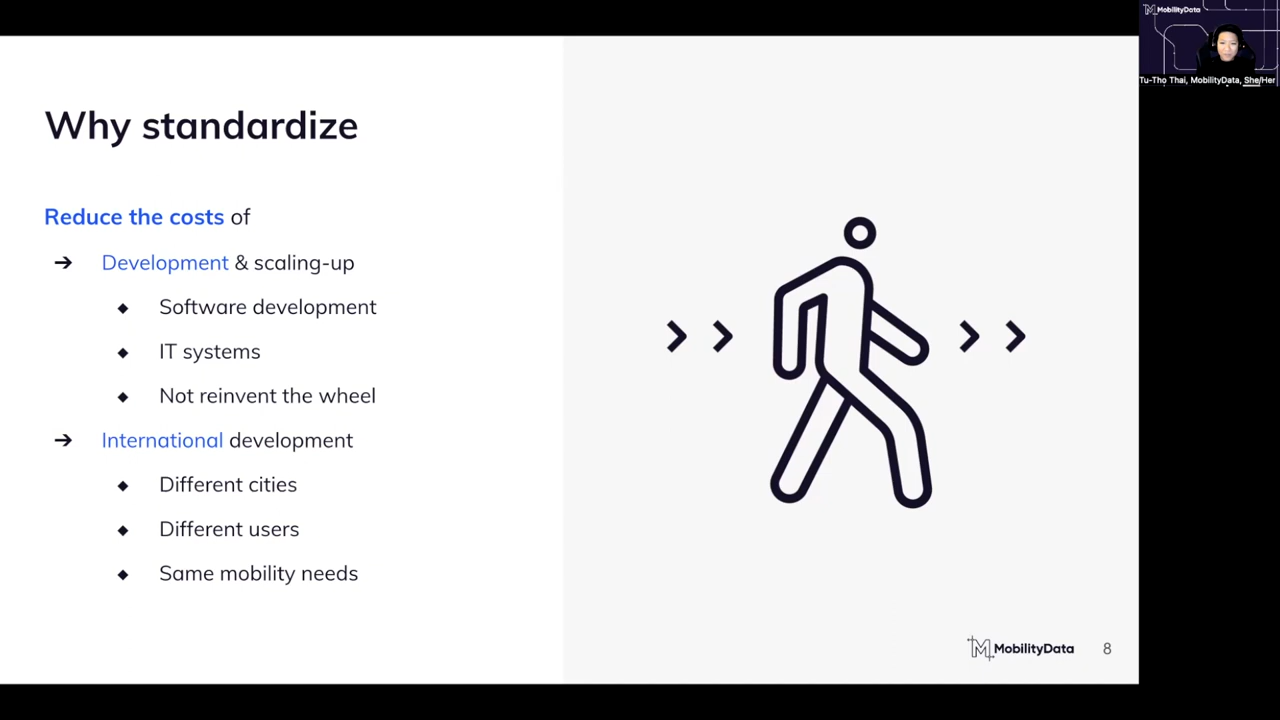 Why standardize
Reduce the costs of
➔ Development & scaling-up
◆ Software development
◆ IT systems
◆ Not reinvent the wheel
➔ International development
◆ Different cities
◆ Different users
◆ Same mobility needs
MobilityData 8
MobilityData
Tu-Tho Thai, MobilityData, She/Her